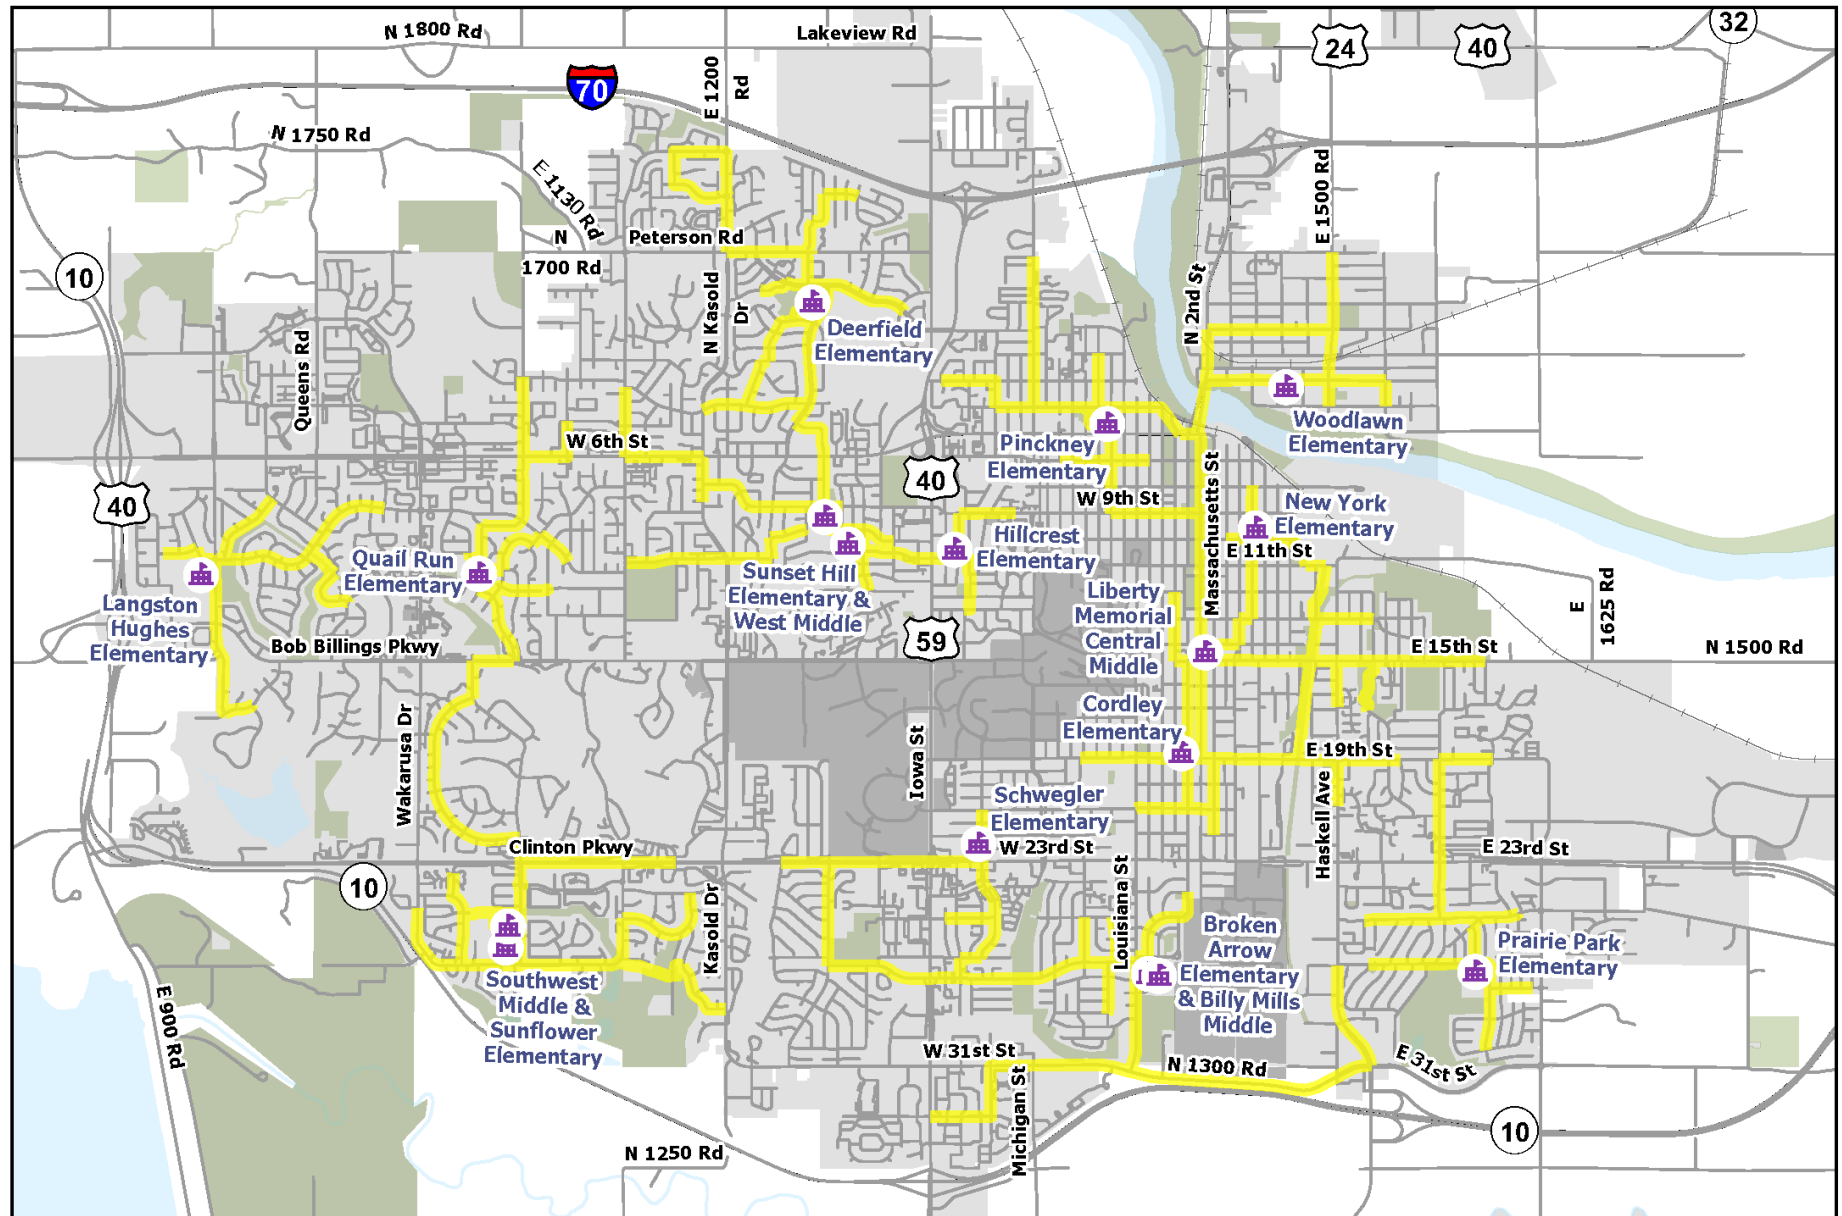 N 1800 Rd
Lakeview Rd
32
24
40
70
E 1200
Rd
N 1750 Rd
E 1130 Rd
E 1500 Rd
N
1700 Rd
Peterson Rd
10
N Kasold
Dr
N 2nd St
Deerfield
Elementary
Queens Rd
Woodlawn
Elementary
W 6th St
Pinckney
Elementary
40
40
W 9th St
Massachusetts St
New York
Elementary
E 11th St
Hillcrest
Elementary
Quail Run
Elementary
Sunset Hill
Elementary &
West Middle
Langston
Hughes
Elementary
Liberty
Memorial
Central
Middle
E
1625 Rd
59
Bob Billings Pkwy
E 15th St
N 1500 Rd
Cordley
Elementary
Wakarusa Dr
Iowa St
E 19th St
Haskell Ave
Schwegler
Elementary
Clinton Pkwy
W 23rd St
E 23rd St
10
Kasold Dr
Louisiana St
Broken
Arrow
Elementary
& Billy Mills
Middle
Prairie Park
Elementary
Southwest
Middle &
Sunflower
Elementary
E 900 Rd
W 31st St
N 1300 Rd
E 31st St
Michigan St
10
N 1250 Rd